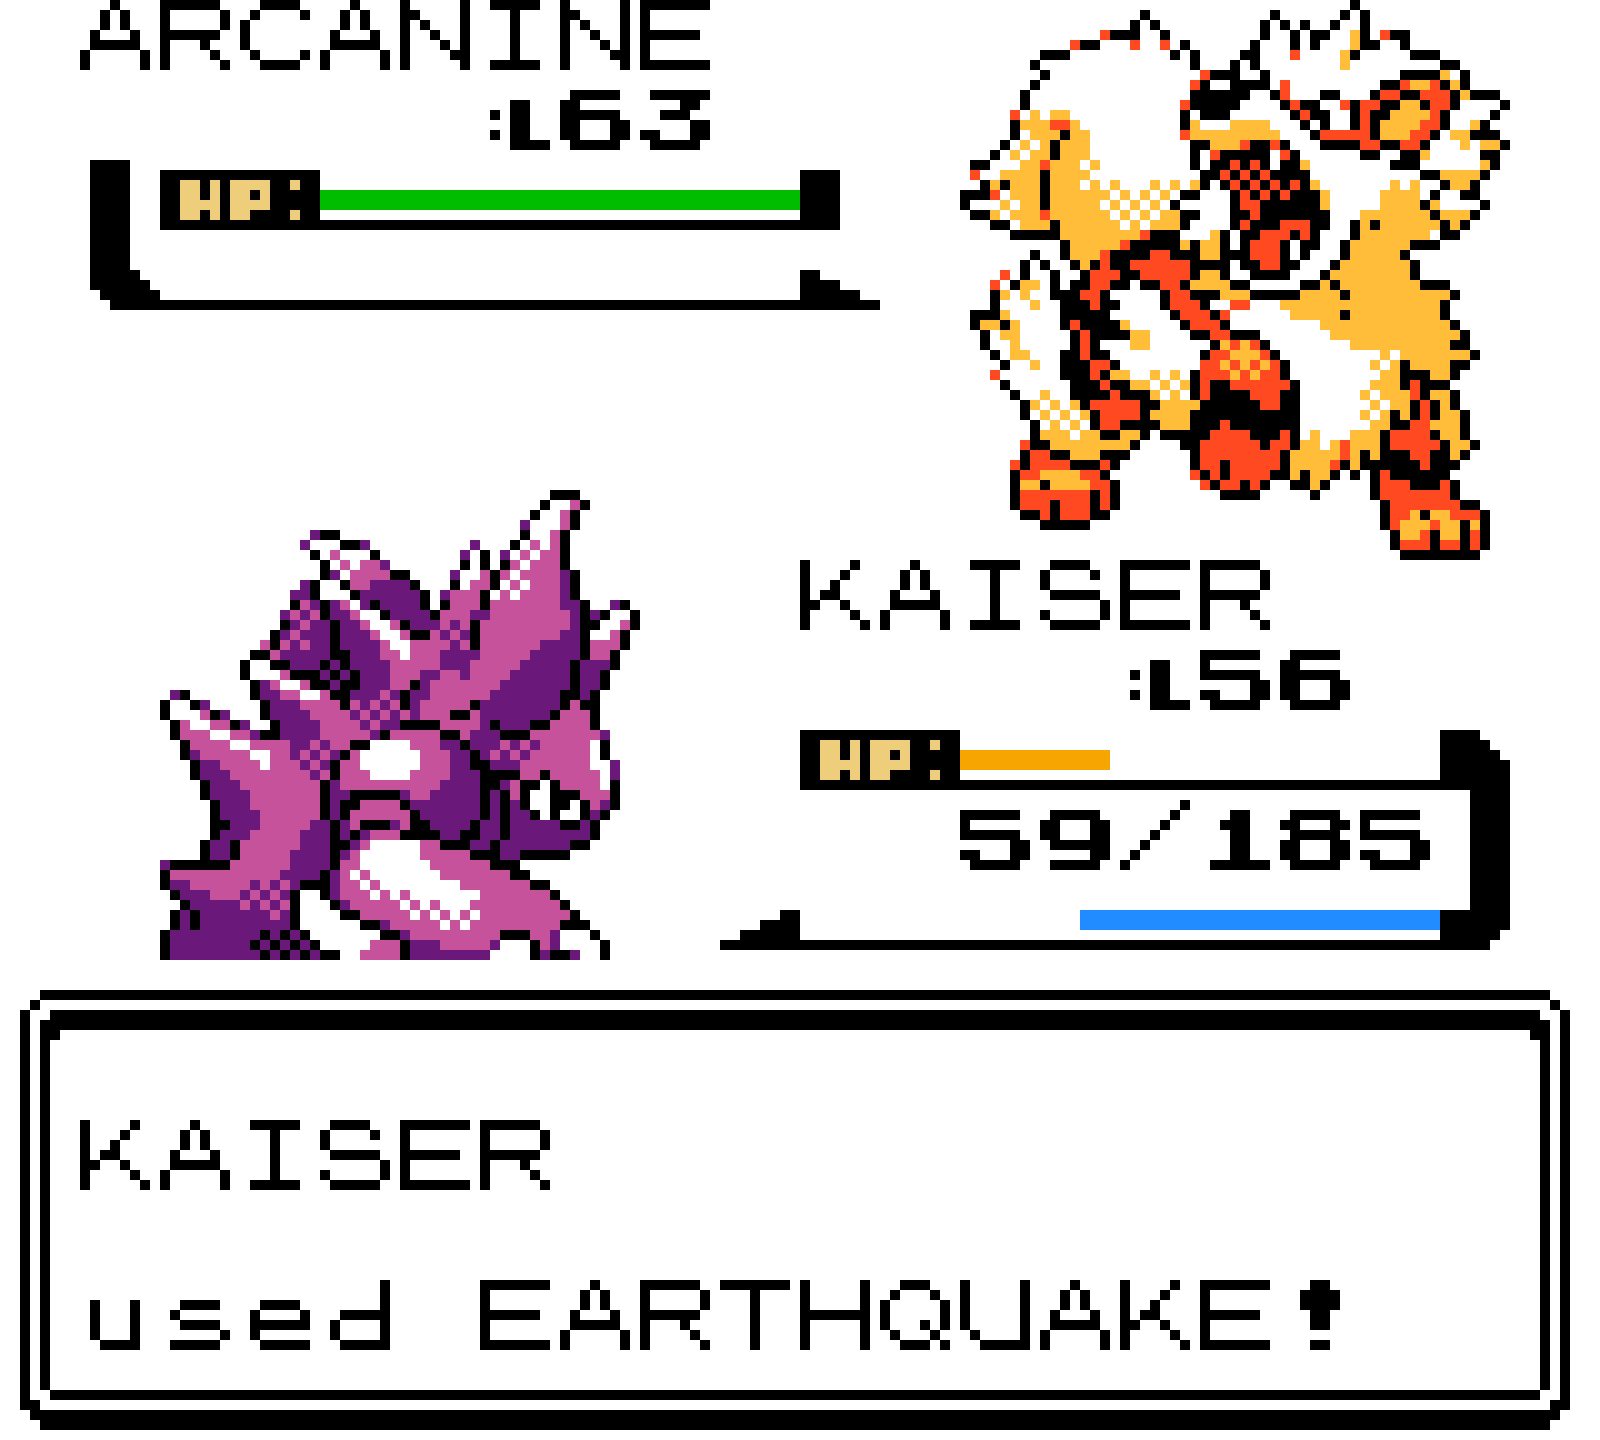 ARCANINE
:L63
HP:
KAISER
:L56
HP:
59/185
KAISER
used EARTHQUAKE!